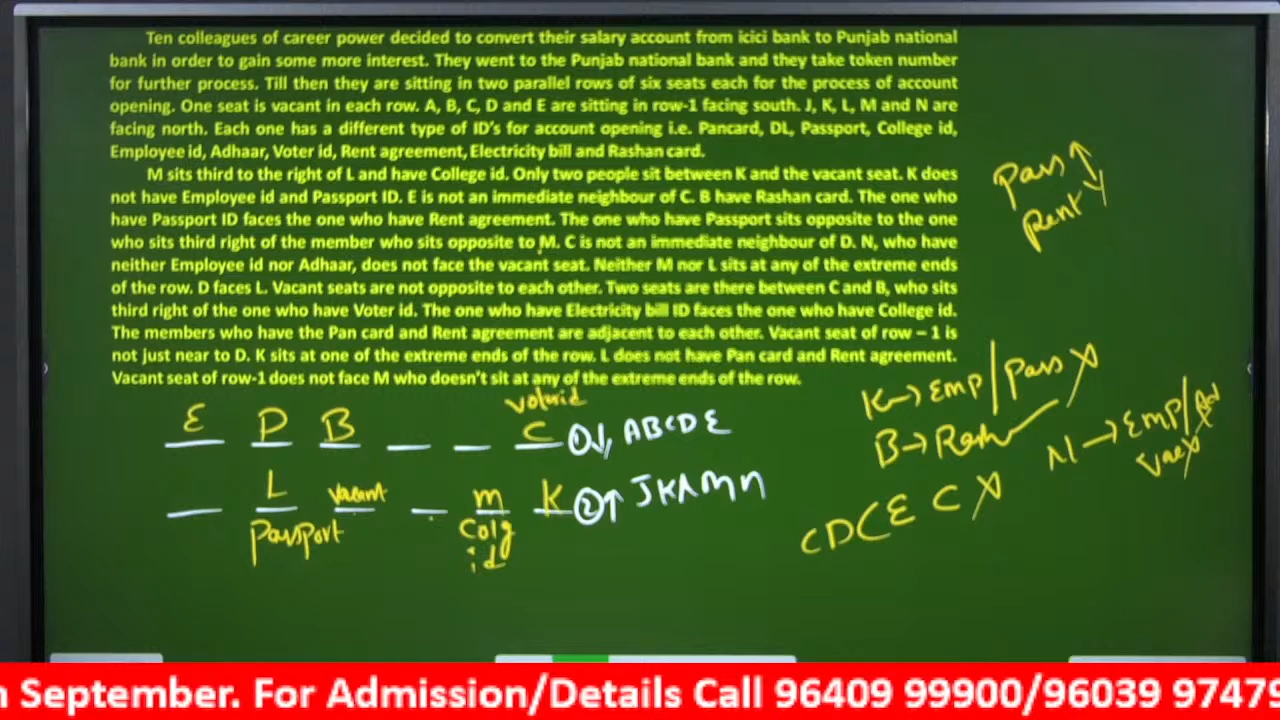 Ten colleagues of career power decided to convert their salary account from icici bank to Punjab national
bank in order to gain some more interest. They went to the Punjab national bank and they take token number
for further process. Till then they are sitting in two parallel rows of six seats each for the process of account
opening. One seat is vacant in each row. A, B, C, D and E are sitting in row-1 facing south. J, K, L, M and N are
facing north. Each one has a different type of ID's for account opening i.e. Pancard, DL, Passport, College id,
Employee id, Adhaar, Voter id, Rent agreement, Electricity bill and Rashan card.
M sits third to the right of L and have College id. Only two people sit between K and the vacant seat. K does
not have Employee id and Passport ID. E is not an immediate neighbour of C. B have Rashan card. The one who
have Passport ID faces the one who have Rent agreement. The one who have Passport sits opposite to the one
who sits third right of the member who sits opposite to M. C is not an immediate neighbour of D. N, who have
neither Employee id nor Adhaar, does not face the vacant seat. Neither M nor L sits at any of the extreme ends
of the row. D faces L. Vacant seats are not opposite to each other. Two seats are there between C and B, who sits
third right of the one who have Voter id. The one who have Electricity bill ID faces the one who have College id.
The members who have the Pan card and Rent agreement are adjacent to each other. Vacant seat of row – 1 is
not just near to D. K sits at one of the extreme ends of the row. L does not have Pan card and Rent agreement.
Vacant seat of row-1 does not face M who doesn't sit at any of the extreme ends of the row.
Pass ↑
Rent
K → Emp / Pass X
B → Rash
N → Emp /
CD CE C X
voterid
E D B C ① ↓ A B C D E
L vacant m K ② ↑ J K L M N
Passport Colg
id
n September. For Admission/Details Call 96409 99900/96039 97479